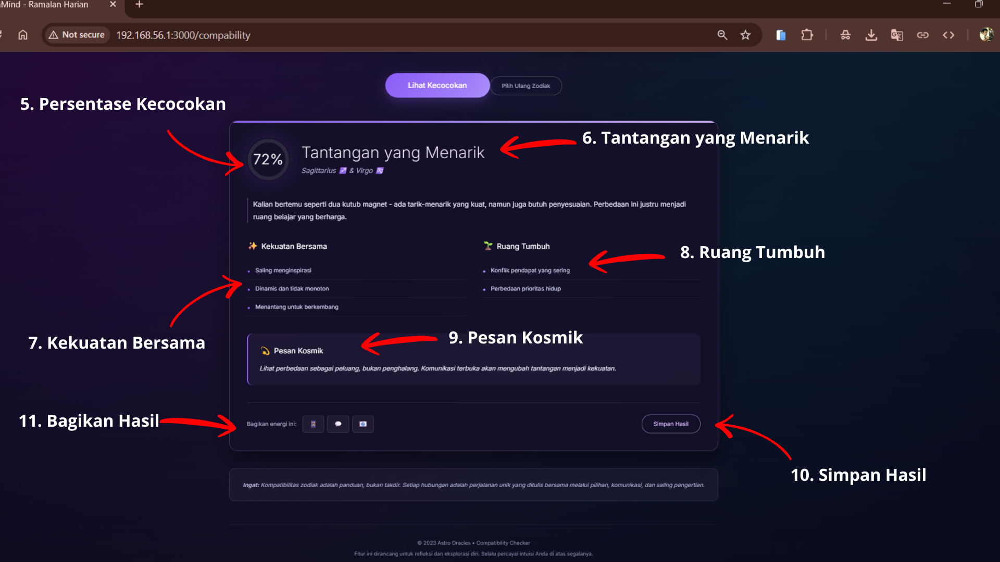 Mind - Ramalan Harian
Not secure
192.168.56.1:3000/compability
Lihat Kecocokan
Pilih Ulang Zodiak
5. Persentase Kecocokan
6. Tantangan yang Menarik
72%
Tantangan yang Menarik
Sagittarius ♐ & Virgo ♍
Kalian bertemu seperti dua kutub magnet - ada tarik-menarik yang kuat, namun juga butuh penyesuaian. Perbedaan ini justru menjadi
ruang belajar yang berharga.
✨ Kekuatan Bersama
Saling menginspirasi
Dinamis dan tidak monoton
Menantang untuk berkembang
🌱 Ruang Tumbuh
Konflik pendapat yang sering
Perbedaan prioritas hidup
8. Ruang Tumbuh
7. Kekuatan Bersama
9. Pesan Kosmik
💫 Pesan Kosmik
Lihat perbedaan sebagai peluang, bukan penghalang. Komunikasi terbuka akan mengubah tantangan menjadi kekuatan.
11. Bagikan Hasil
Bagikan energi ini:
Simpan Hasil
10. Simpan Hasil
Ingat: Kompatibilitas zodiak adalah panduan, bukan takdir. Setiap hubungan adalah perjalanan unik yang ditulis bersama melalui pilihan, komunikasi, dan saling pengertian.
© 2023 Astro Oracles • Compatibility Checker
Fitur ini dirancang untuk refleksi dan eksplorasi diri. Selalu percayai intuisi Anda di atas segalanya.